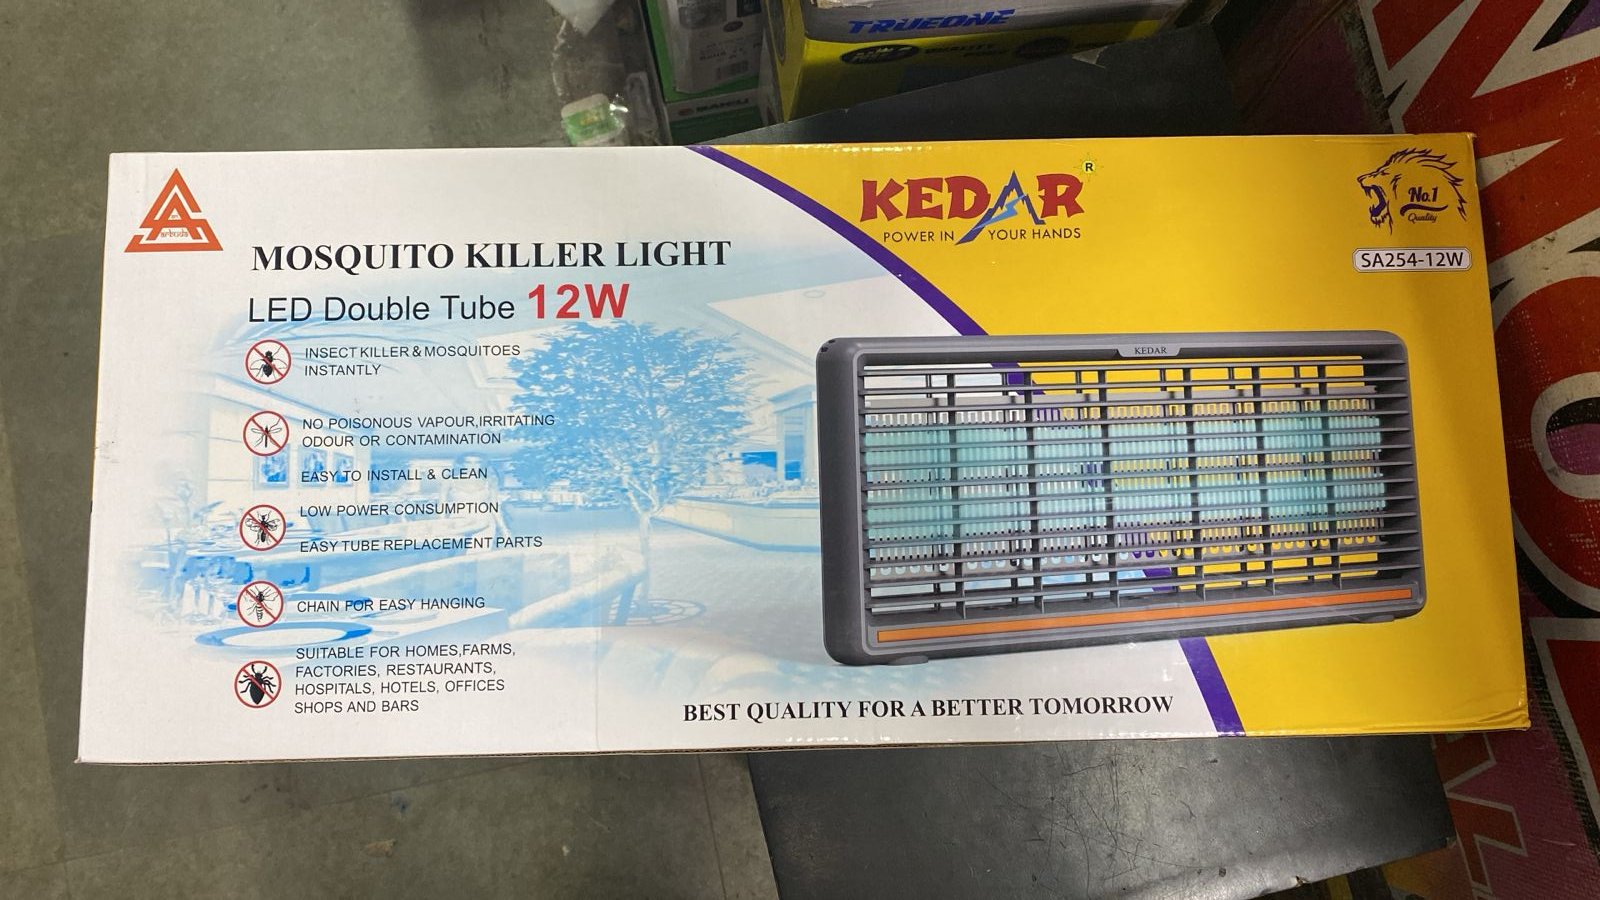 TRUEONE
arbuda
MOSQUITO KILLER LIGHT
LED Double Tube 12W
INSECT KILLER & MOSQUITOES
INSTANTLY
NO POISONOUS VAPOUR,IRRITATING
ODOUR OR CONTAMINATION
EASY TO INSTALL & CLEAN
LOW POWER CONSUMPTION
EASY TUBE REPLACEMENT PARTS
CHAIN FOR EASY HANGING
SUITABLE FOR HOMES,FARMS,
FACTORIES, RESTAURANTS,
HOSPITALS, HOTELS, OFFICES
SHOPS AND BARS
KEDAR R
POWER IN YOUR HANDS
No.1
Quality
SA254-12W
KEDAR
BEST QUALITY FOR A BETTER TOMORROW